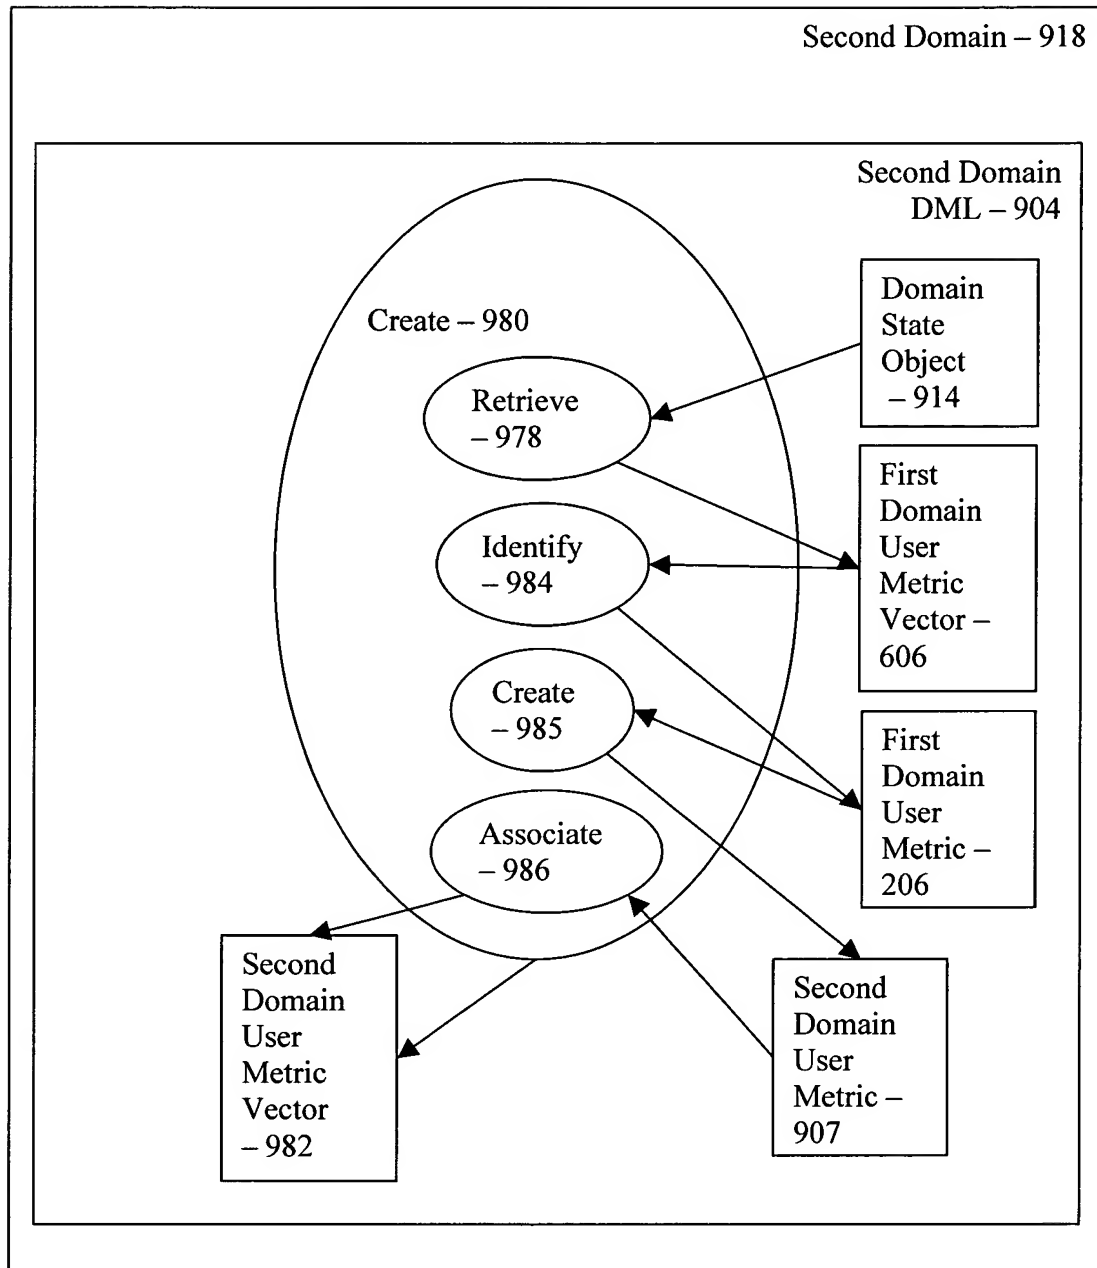 Second Domain – 918
Second Domain
DML – 904
Domain
State
Object
– 914
Create – 980
Retrieve
– 978
First
Domain
User
Metric
Vector –
606
Identify
– 984
Create
– 985
First
Domain
User
Metric –
206
Associate
– 986
Second
Domain
User
Metric
Vector
– 982
Second
Domain
User
Metric –
907